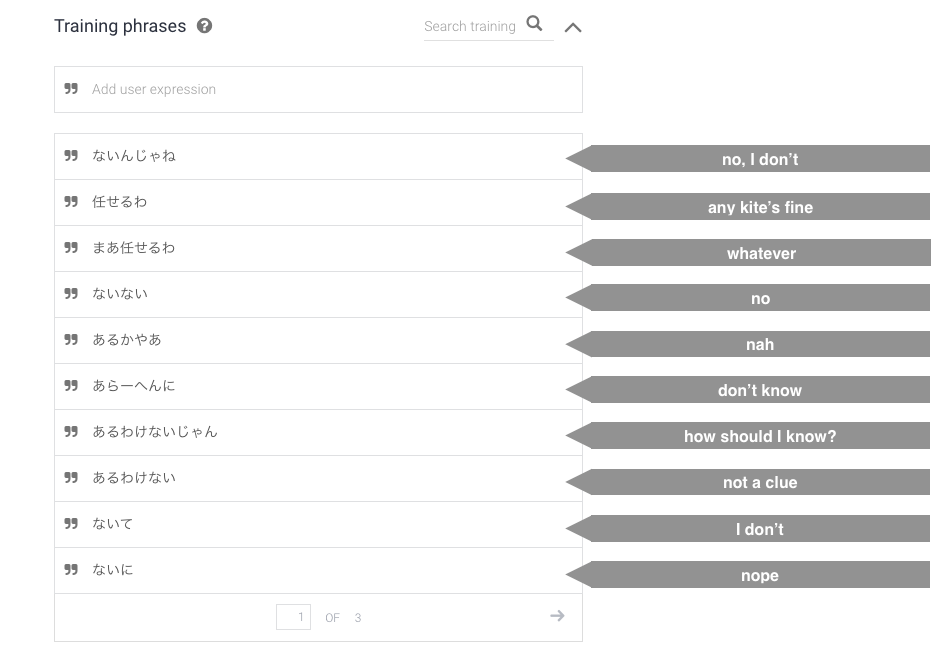 Training phrases
Search training
Add user expression
ないんじゃね
no, I don't
任せるわ
any kite's fine
まあ任せるわ
whatever
ないない
no
あるかやあ
nah
あらーへんに
don't know
あるわけないじゃん
how should I know?
あるわけない
not a clue
ないて
I don't
ないに
nope
1 OF 3